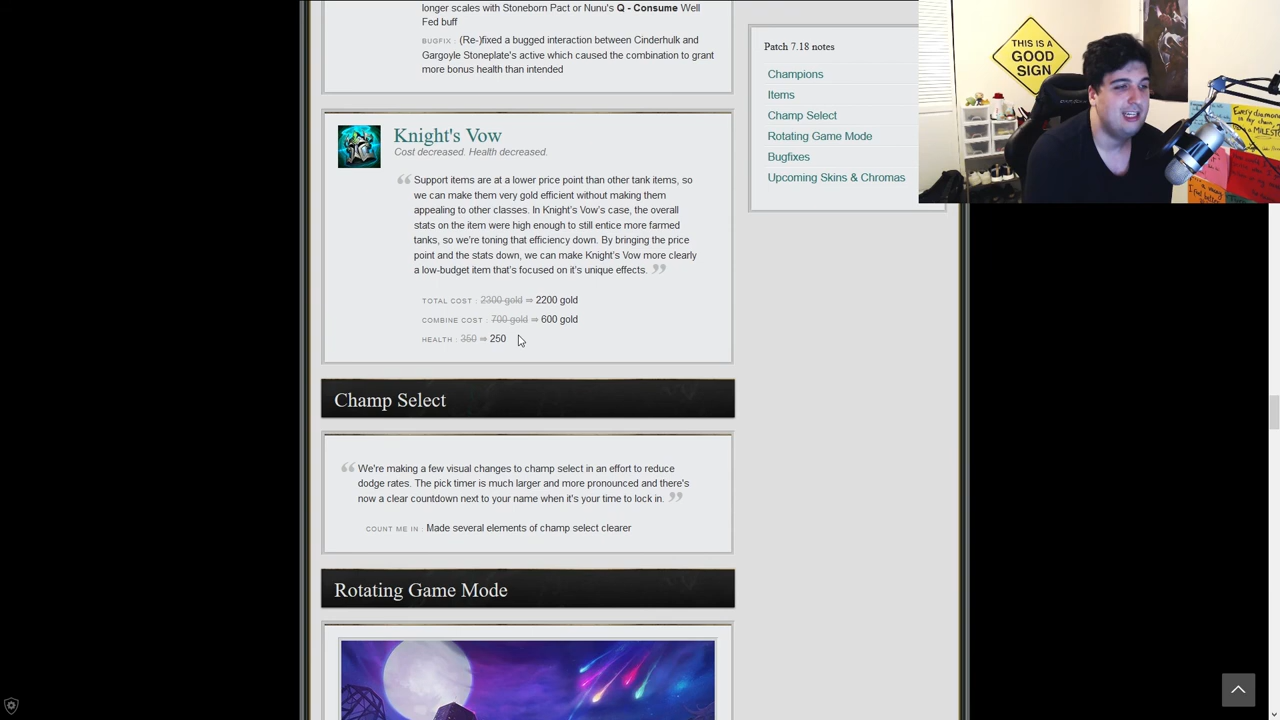 longer scales with Stoneborn Pact or Nunu's Q - Consume Well
Fed buff
BUGFIX : (Re)fixed a bugged interaction between Cinderhulk and
Gargoyle Stoneplate's active which caused the combination to grant
more bonus health than intended
Knight's Vow
Cost decreased. Health decreased.
Support items are at a lower price point than other tank items, so
we can make them very gold efficient without making them
appealing to other classes. In Knight's Vow's case, the overall
stats on the item were high enough to still entice more farmed
tanks, so we're toning that efficiency down. By bringing the price
point and the stats down, we can make Knight's Vow more clearly
a low-budget item that's focused on it's unique effects.
TOTAL COST : 2300 gold ⇒ 2200 gold
COMBINE COST : 700 gold ⇒ 600 gold
HEALTH : 350 ⇒ 250
Champ Select
We're making a few visual changes to champ select in an effort to reduce
dodge rates. The pick timer is much larger and more pronounced and there's
now a clear countdown next to your name when it's your time to lock in.
COUNT ME IN : Made several elements of champ select clearer
Rotating Game Mode
Patch 7.18 notes
Champions
Items
Champ Select
Rotating Game Mode
Bugfixes
Upcoming Skins & Chromas
THIS IS A
GOOD
SIGN
Every diamond
MILESTONE